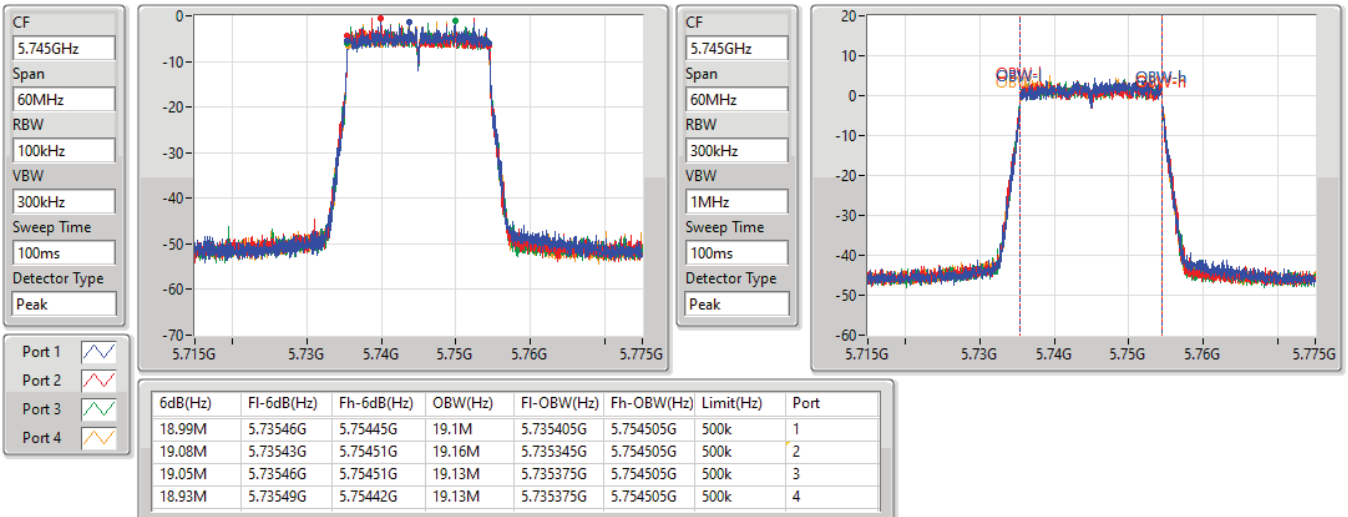 CF
5.745GHz
Span
60MHz
RBW
100kHz
VBW
300kHz
Sweep Time
100ms
Detector Type
Peak
0
-10
-20
-30
-40
-50
-60
-70
5.715G 5.73G 5.74G 5.75G 5.76G 5.775G
CF
5.745GHz
Span
60MHz
RBW
300kHz
VBW
1MHz
Sweep Time
100ms
Detector Type
Peak
20
10
0
-10
-20
-30
-40
-50
-60
OBW-l OBW-h
5.715G 5.73G 5.74G 5.75G 5.76G 5.775G
Port 1
Port 2
Port 3
Port 4
6dB(Hz) Fl-6dB(Hz) Fh-6dB(Hz) OBW(Hz) Fl-OBW(Hz) Fh-OBW(Hz) Limit(Hz) Port
18.99M 5.73546G 5.75445G 19.1M 5.735405G 5.754505G 500k 1
19.08M 5.73543G 5.75451G 19.16M 5.735345G 5.754505G 500k 2
19.05M 5.73546G 5.75451G 19.13M 5.735375G 5.754505G 500k 3
18.93M 5.73549G 5.75442G 19.13M 5.735375G 5.754505G 500k 4